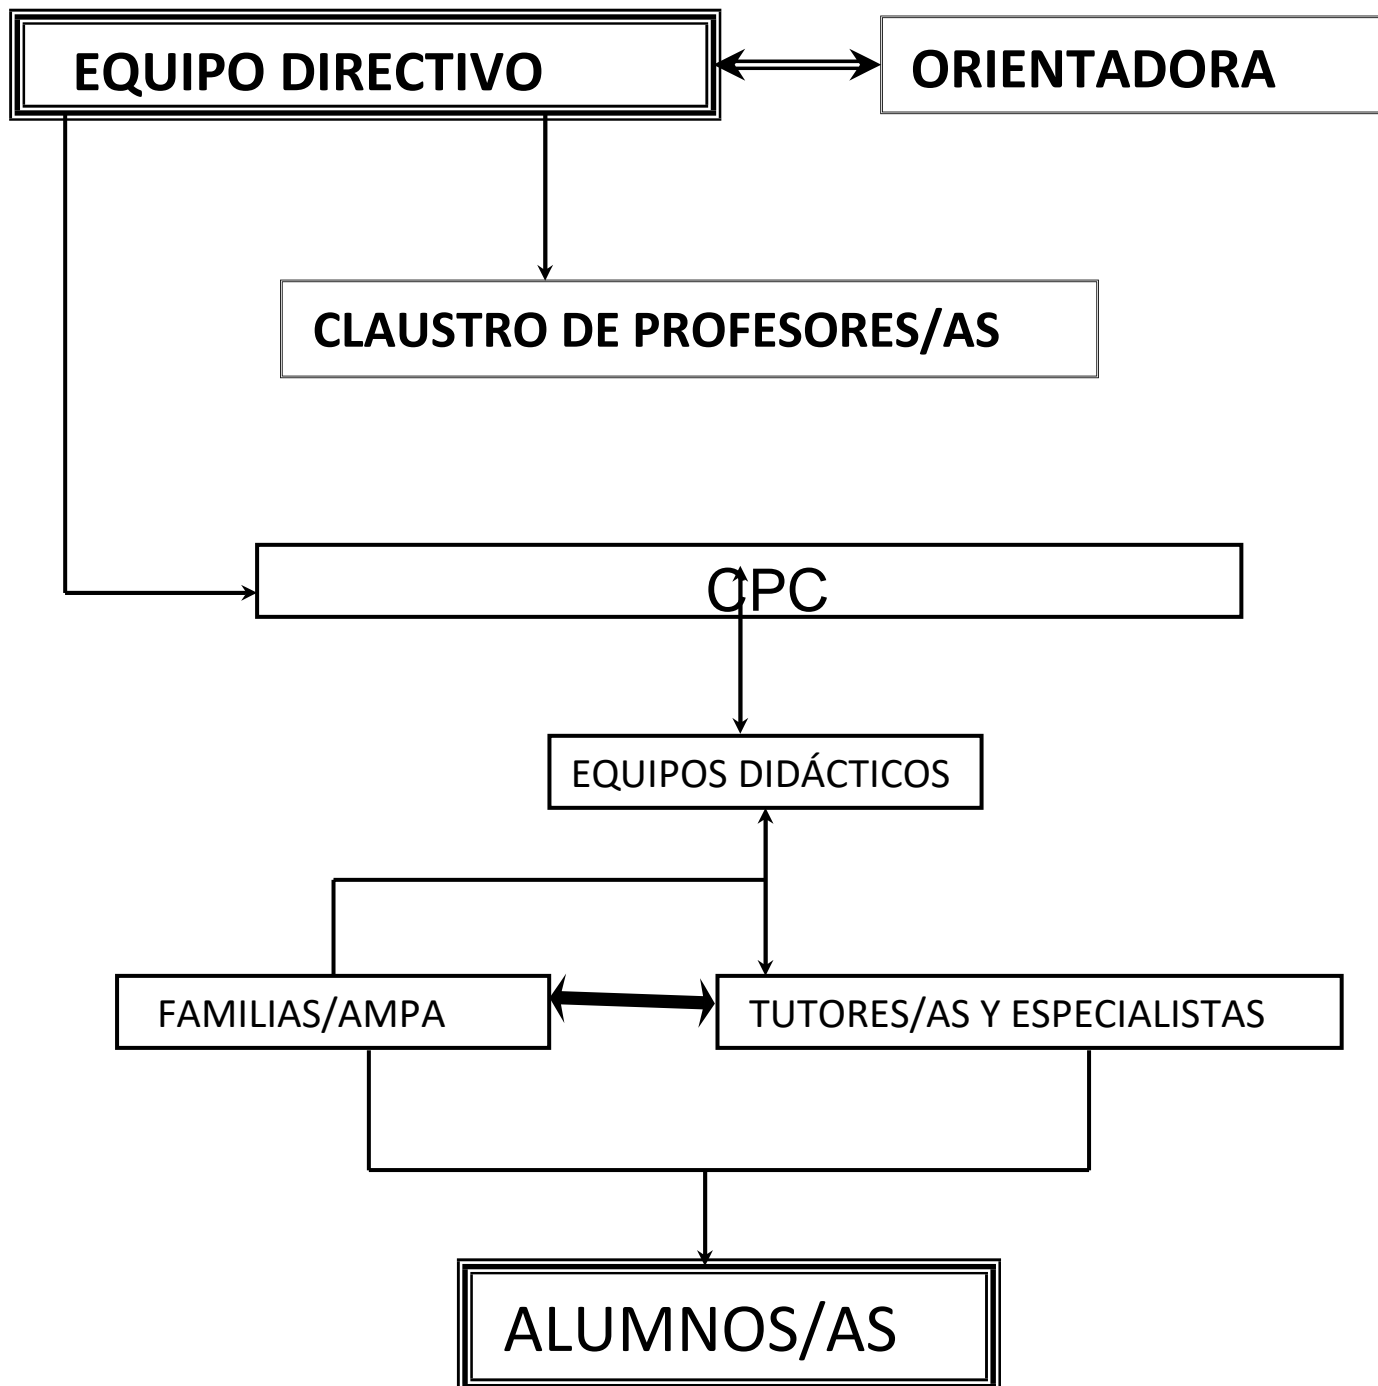 EQUIPO DIRECTIVO
ORIENTADORA
CLAUSTRO DE PROFESORES/AS
CPC
EQUIPOS DIDÁCTICOS
FAMILIAS/AMPA
TUTORES/AS Y ESPECIALISTAS
ALUMNOS/AS